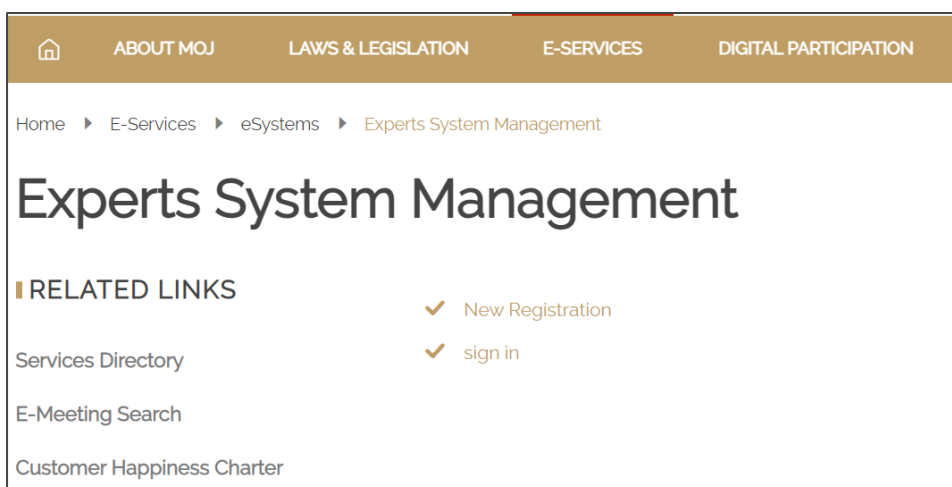 ABOUT MOJ LAWS & LEGISLATION E-SERVICES DIGITAL PARTICIPATION
Home E-Services eSystems Experts System Management
Experts System Management
RELATED LINKS
New Registration
sign in
Services Directory
E-Meeting Search
Customer Happiness Charter